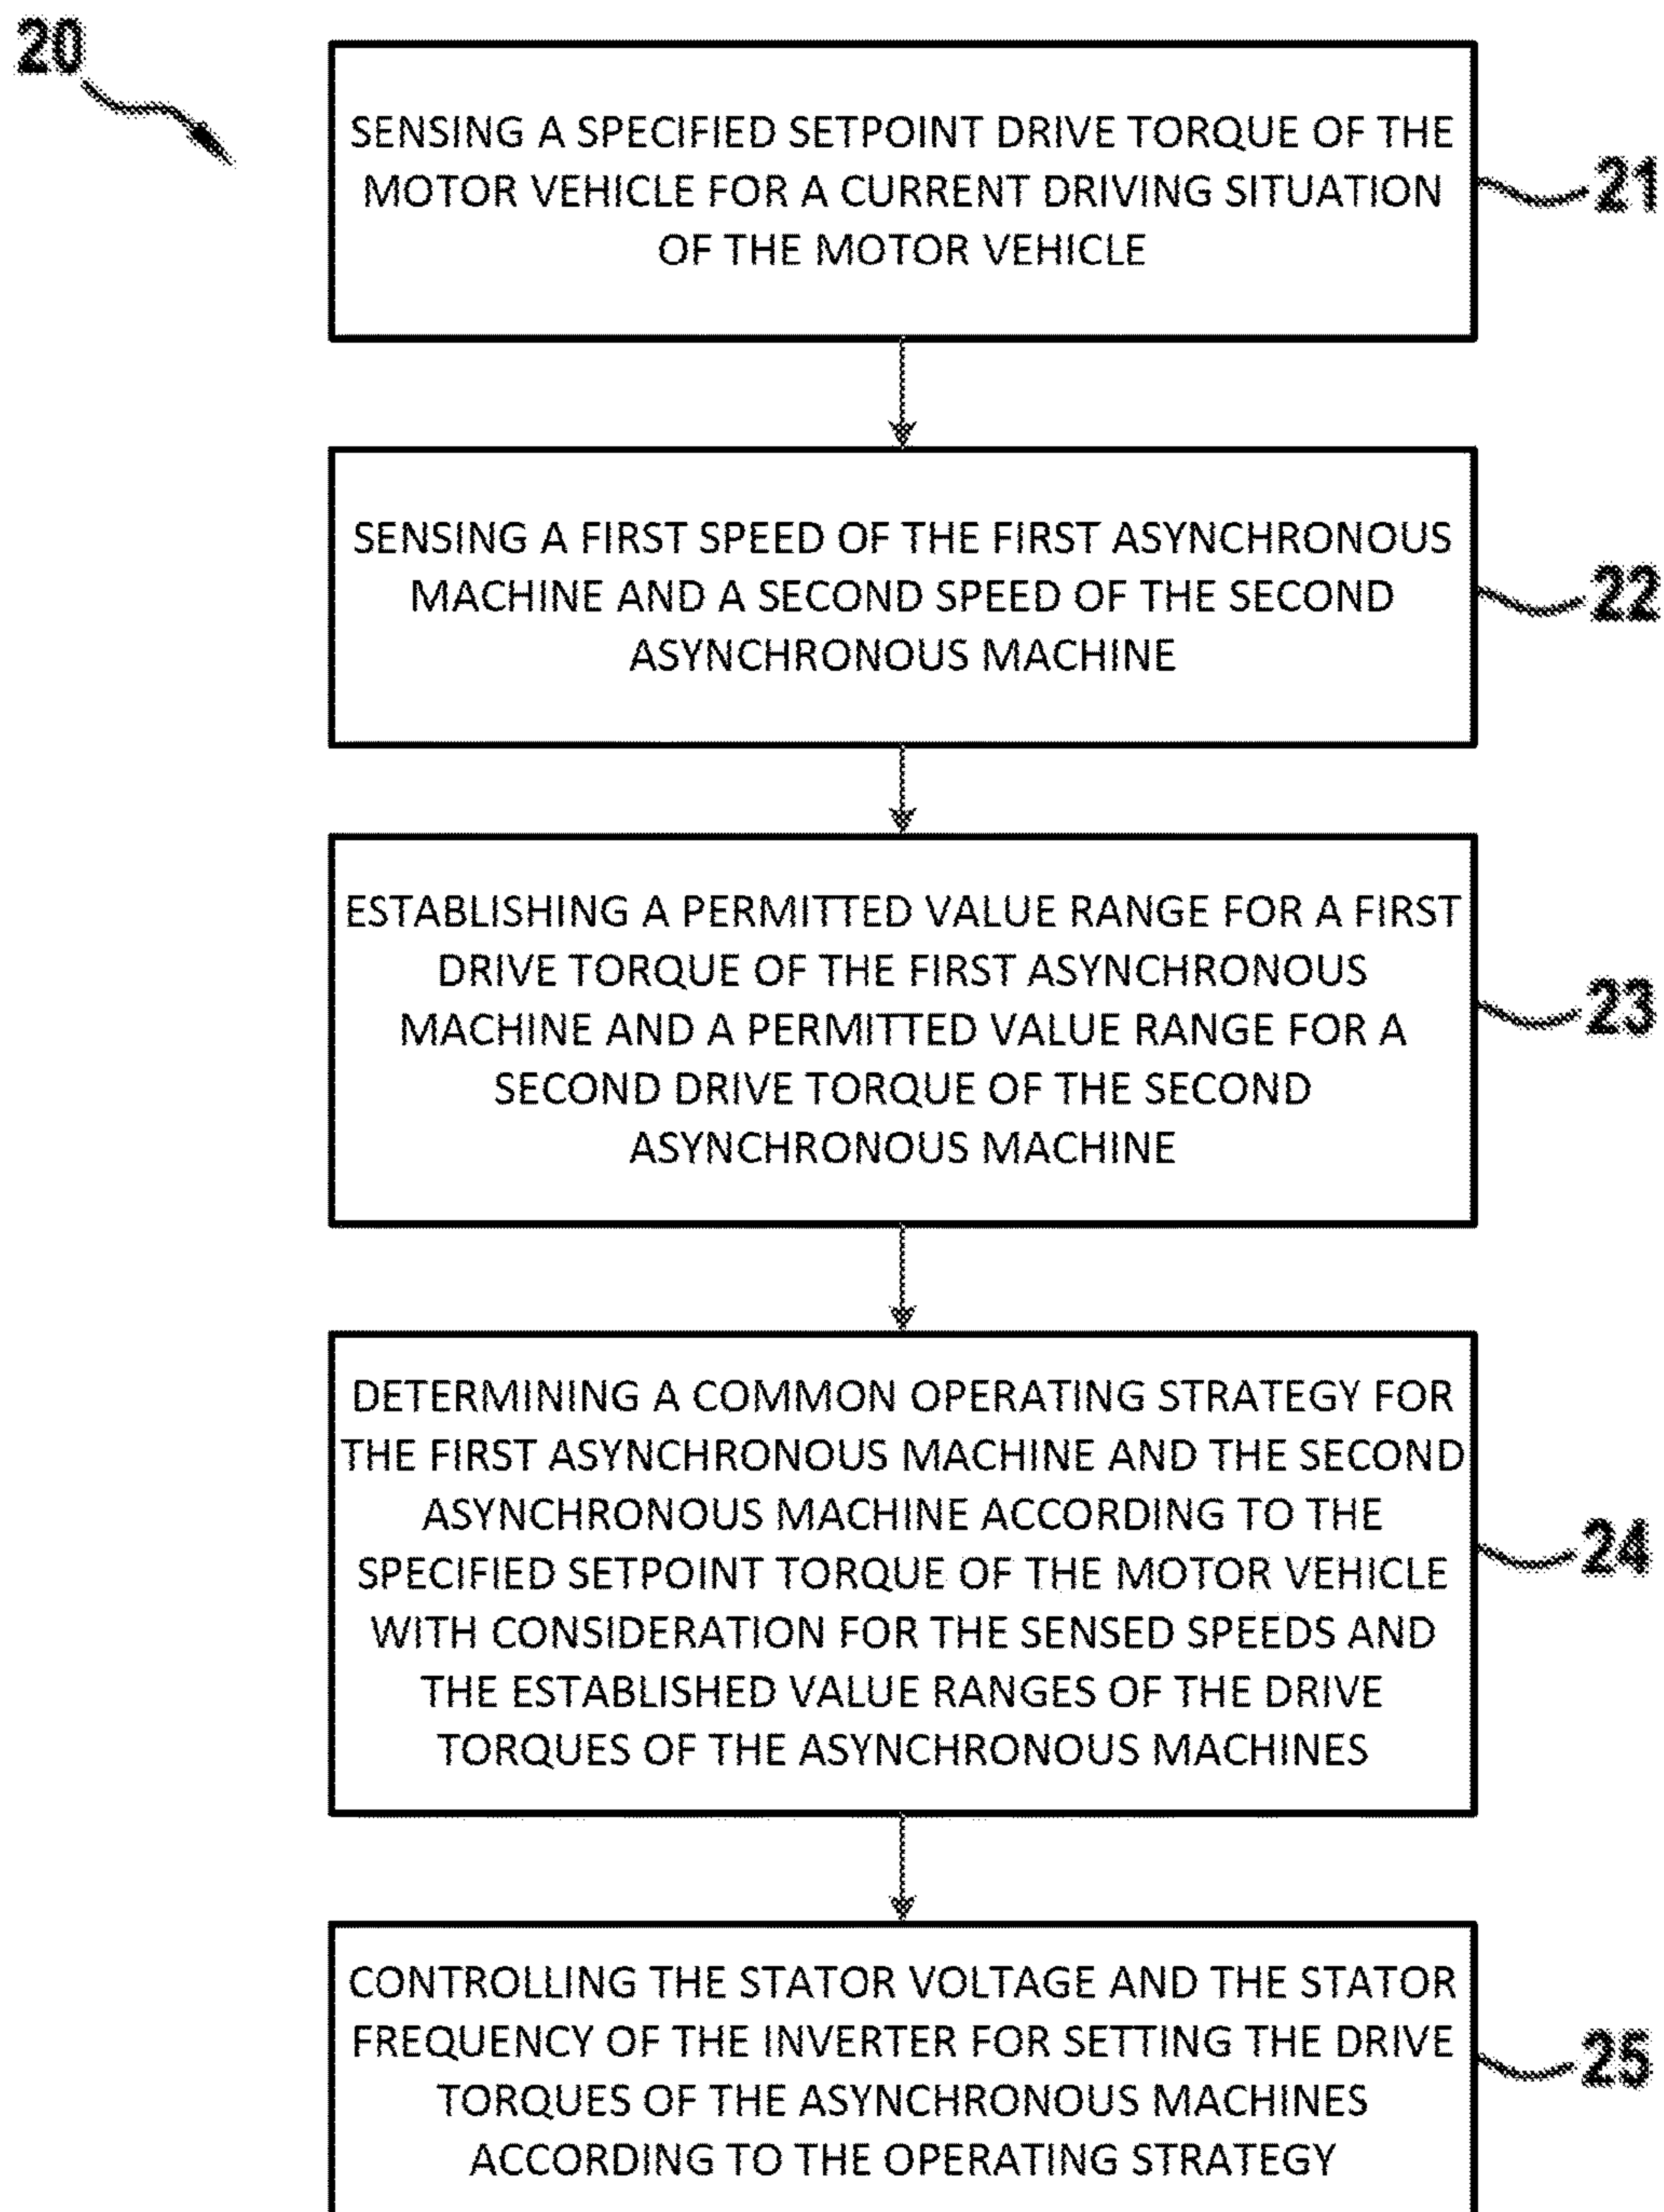 20
SENSING A SPECIFIED SETPOINT DRIVE TORQUE OF THE
MOTOR VEHICLE FOR A CURRENT DRIVING SITUATION
OF THE MOTOR VEHICLE
21
SENSING A FIRST SPEED OF THE FIRST ASYNCHRONOUS
MACHINE AND A SECOND SPEED OF THE SECOND
ASYNCHRONOUS MACHINE
22
ESTABLISHING A PERMITTED VALUE RANGE FOR A FIRST
DRIVE TORQUE OF THE FIRST ASYNCHRONOUS
MACHINE AND A PERMITTED VALUE RANGE FOR A
SECOND DRIVE TORQUE OF THE SECOND
ASYNCHRONOUS MACHINE
23
DETERMINING A COMMON OPERATING STRATEGY FOR
THE FIRST ASYNCHRONOUS MACHINE AND THE SECOND
ASYNCHRONOUS MACHINE ACCORDING TO THE
SPECIFIED SETPOINT TORQUE OF THE MOTOR VEHICLE
WITH CONSIDERATION FOR THE SENSED SPEEDS AND
THE ESTABLISHED VALUE RANGES OF THE DRIVE
TORQUES OF THE ASYNCHRONOUS MACHINES
24
CONTROLLING THE STATOR VOLTAGE AND THE STATOR
FREQUENCY OF THE INVERTER FOR SETTING THE DRIVE
TORQUES OF THE ASYNCHRONOUS MACHINES
ACCORDING TO THE OPERATING STRATEGY
25